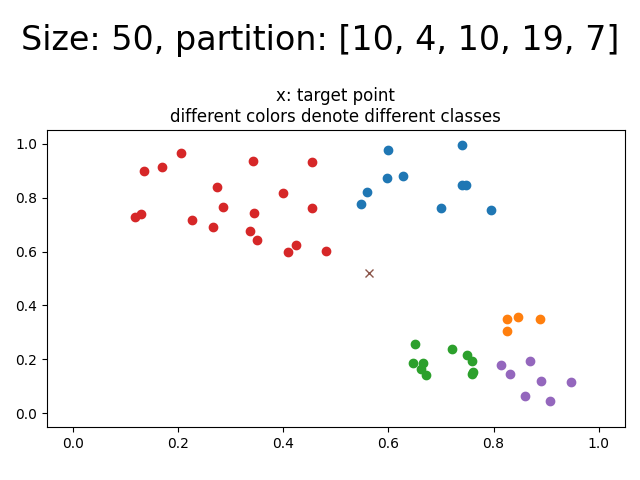 Size: 50, partition: [10, 4, 10, 19, 7]
x: target point
different colors denote different classes
1.0
0.8
0.6
0.4
0.2
0.0
0.0 0.2 0.4 0.6 0.8 1.0